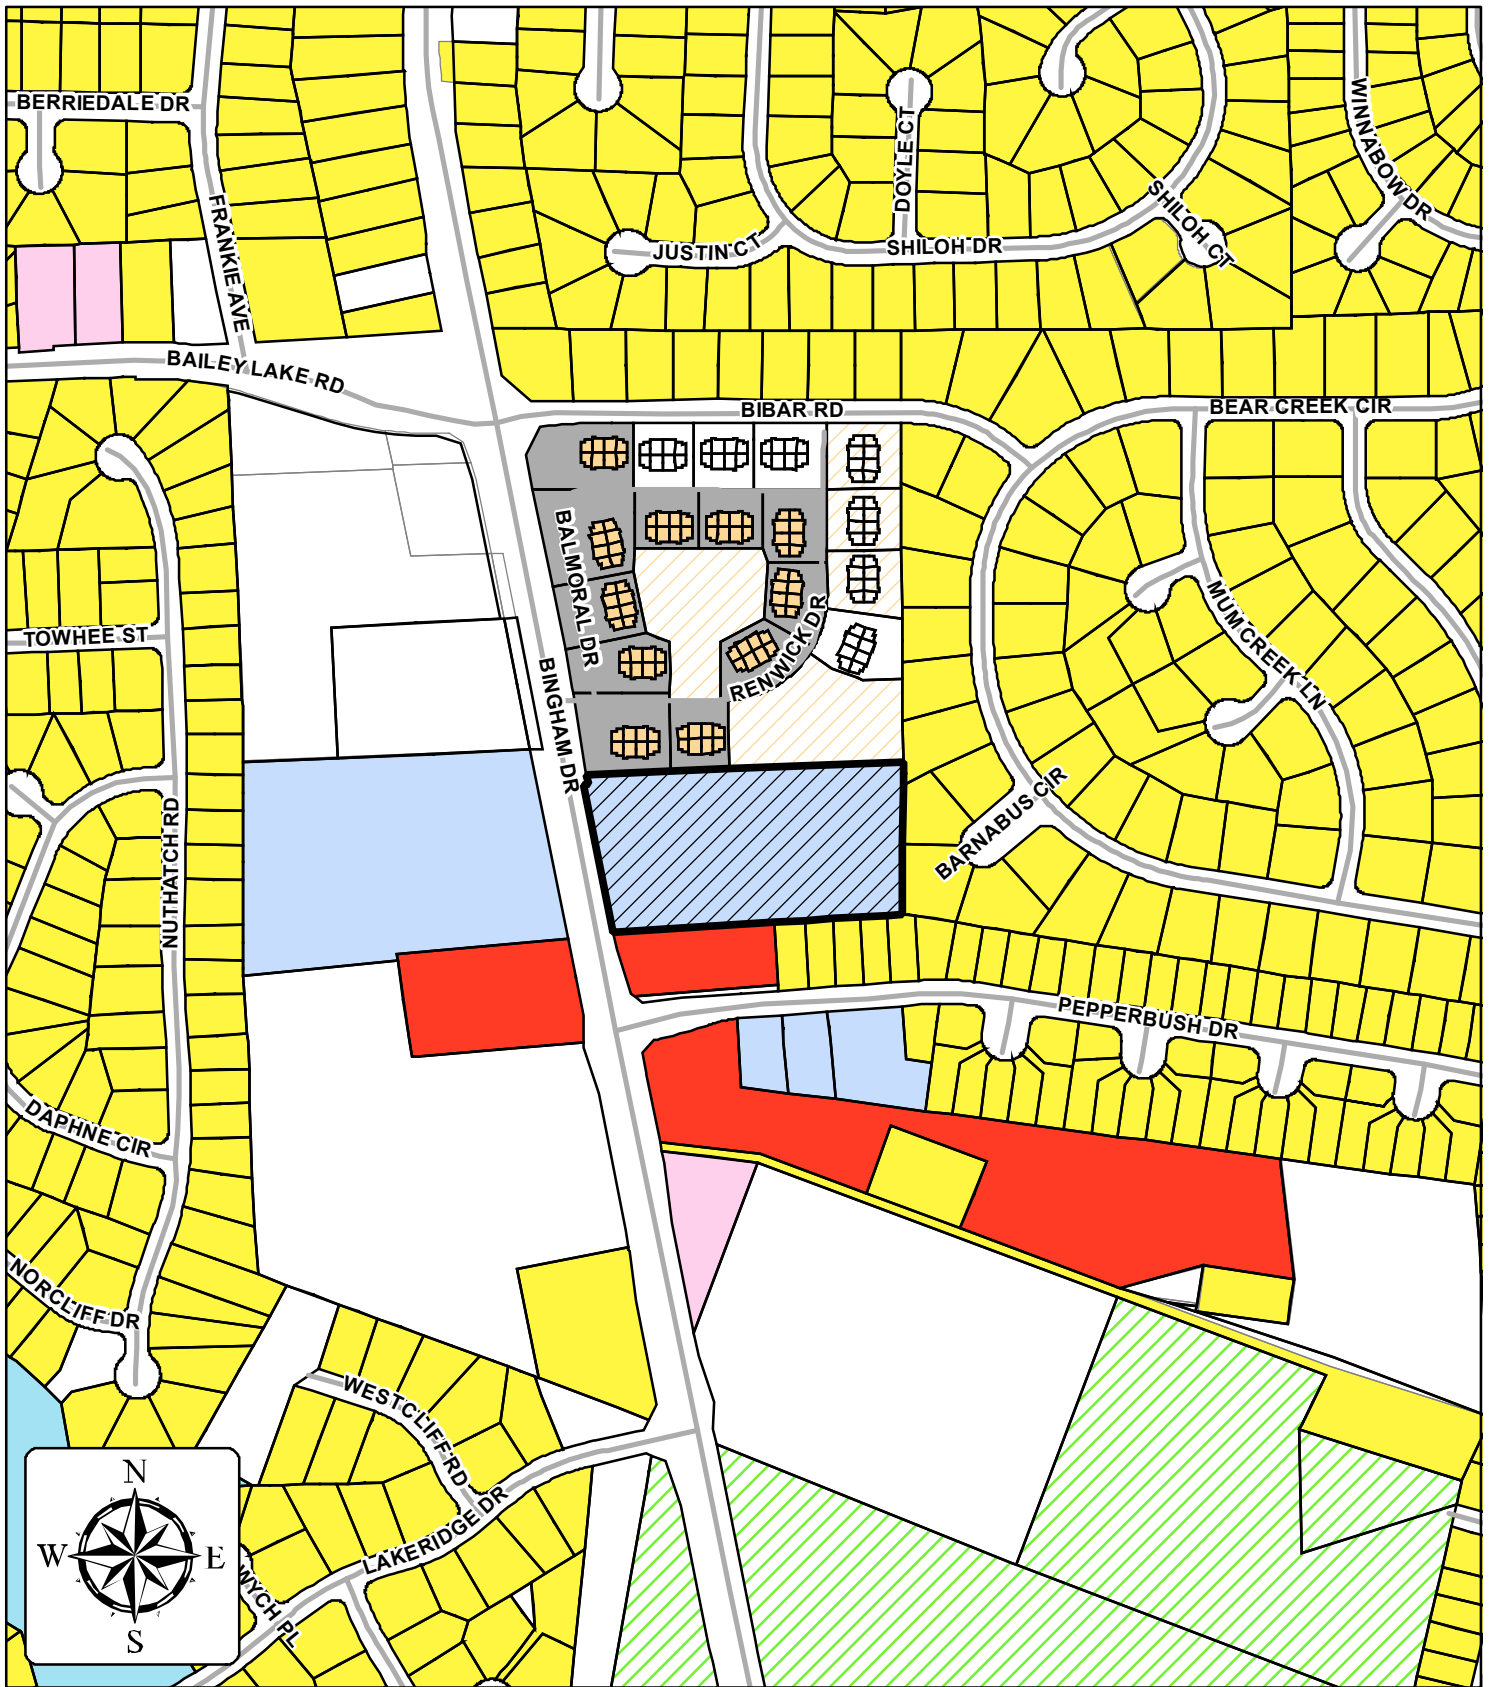 BERRIEDALE DR
FRANKIE AVE
DOYLE CT
WINNABOW DR
SHILOH CT
JUSTIN CT
SHILOH DR
BAILEY LAKE RD
BIBAR RD
BEAR CREEK CIR
BALMORAL DR
RENWICK DR
MUM CREEK LN
TOWHEE ST
BINGHAM DR
NUTHATCH RD
BARNABUS CIR
PEPPERBUSH DR
DAPHNE CIR
NORCLIFF DR
WESTCLIFF RD
LAKERIDGE DR
WYCH PL
N
W
E
S